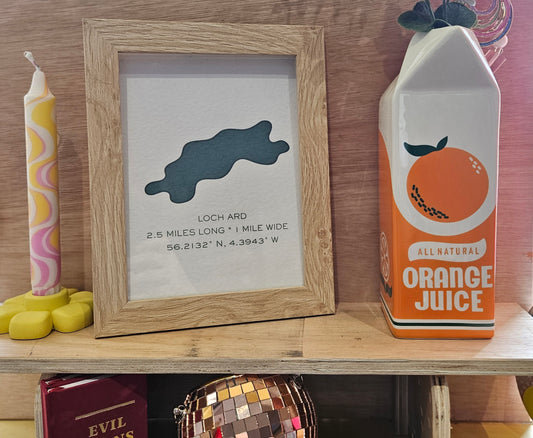 LOCH ARD
2.5 MILES LONG * 1 MILE WIDE
56.2132° N, 4.3943° W
ALL NATURAL
ORANGE
JUICE
EVIL